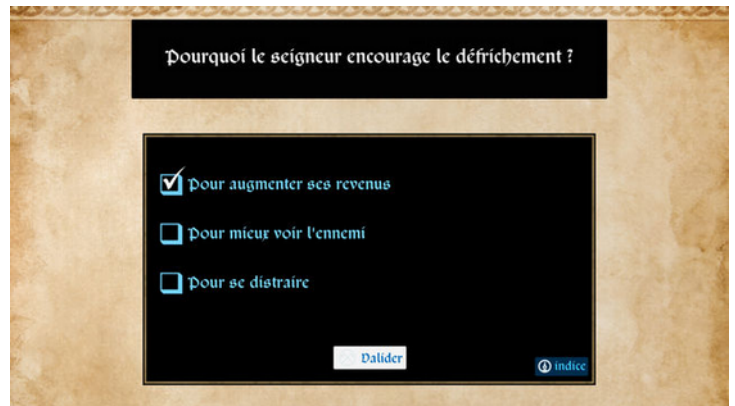 Pourquoi le seigneur encourage le défrichement ?
Pour augmenter ses revenus
Pour mieux voir l'ennemi
Pour se distraire
Valider
indice